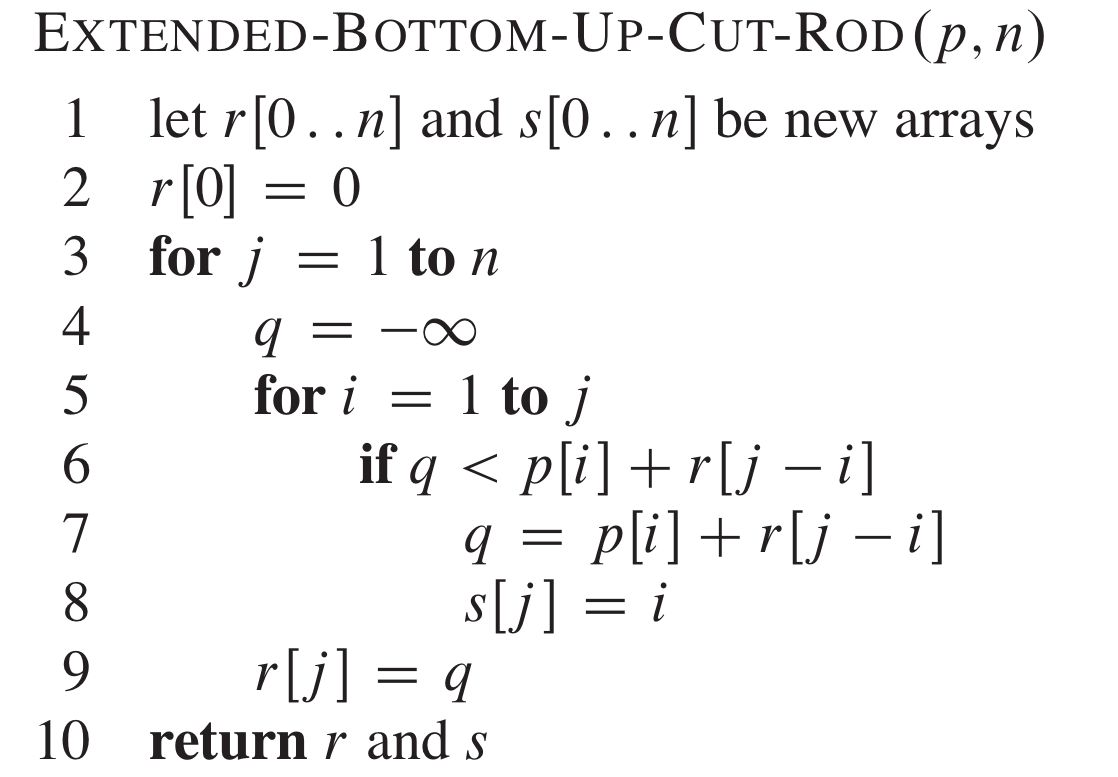 EXTENDED-BOTTOM-UP-CUT-ROD(p, n)
1 let r[0 . . n] and s[0 . . n] be new arrays
2 r[0] = 0
3 for j = 1 to n
4 q = −∞
5 for i = 1 to j
6 if q < p[i] + r[j − i]
7 q = p[i] + r[j − i]
8 s[j] = i
9 r[j] = q
10 return r and s